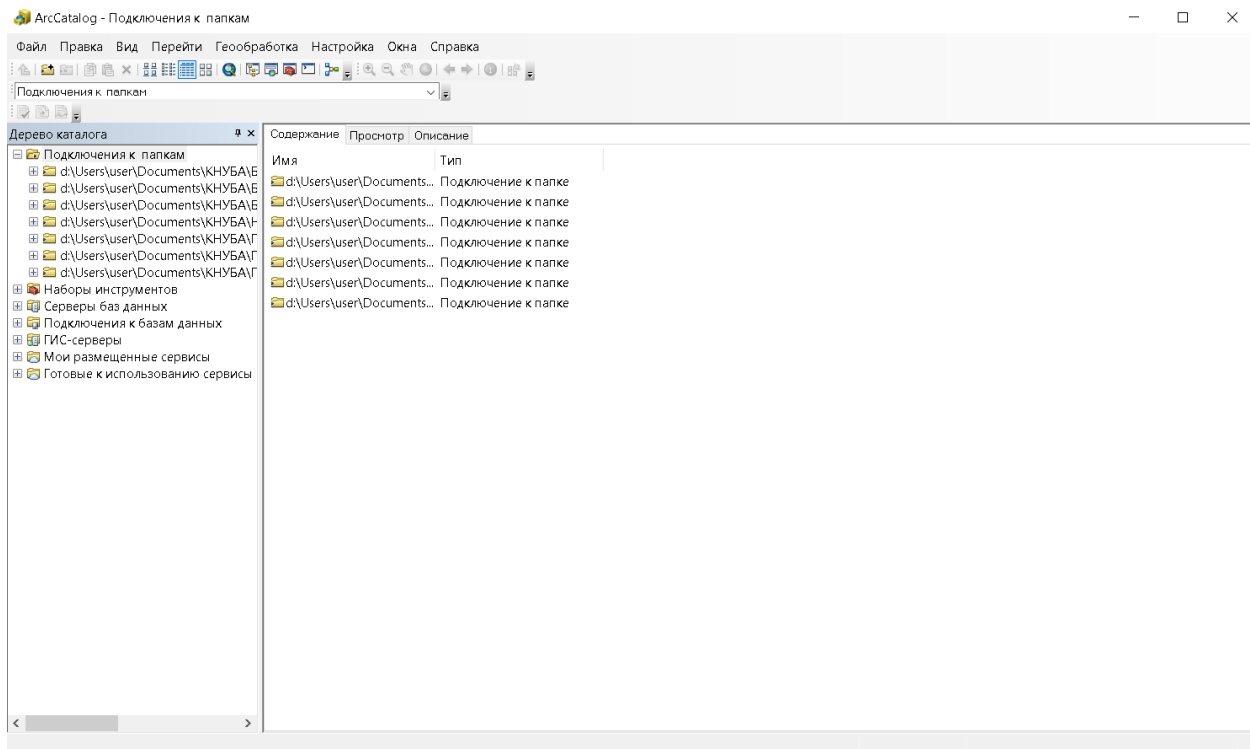 ArcCatalog - Подключения к папкам
Файл Правка Вид Перейти Геообработка Настройка Окна Справка
Подключения к папкам
Дерево каталога
Подключения к папкам
d:\Users\user\Documents\КНУБА\Б
d:\Users\user\Documents\КНУБА\В
d:\Users\user\Documents\КНУБА\В
d:\Users\user\Documents\КНУБА\Н
d:\Users\user\Documents\КНУБА\П
d:\Users\user\Documents\КНУБА\П
d:\Users\user\Documents\КНУБА\П
Наборы инструментов
Серверы баз данных
Подключения к базам данных
ГИС-серверы
Мои размещенные сервисы
Готовые к использованию сервисы
Содержание Просмотр Описание
Имя Тип
d:\Users\user\Documents... Подключение к папке
d:\Users\user\Documents... Подключение к папке
d:\Users\user\Documents... Подключение к папке
d:\Users\user\Documents... Подключение к папке
d:\Users\user\Documents... Подключение к папке
d:\Users\user\Documents... Подключение к папке
d:\Users\user\Documents... Подключение к папке